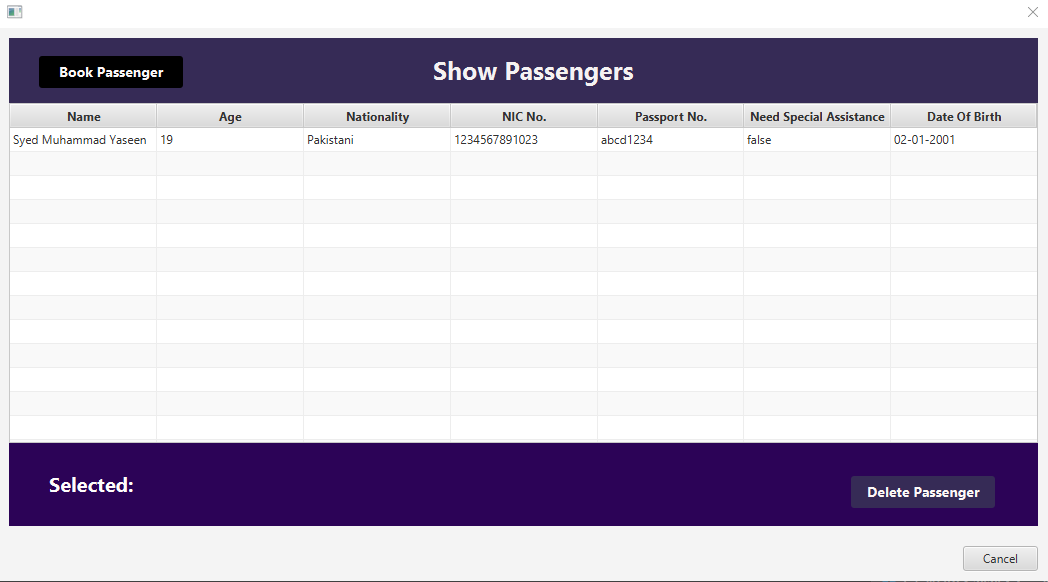 Book Passenger
Show Passengers
Name Age Nationality NIC No. Passport No. Need Special Assistance Date Of Birth
Syed Muhammad Yaseen 19 Pakistani 1234567891023 abcd1234 false 02-01-2001
Selected:
Delete Passenger
Cancel